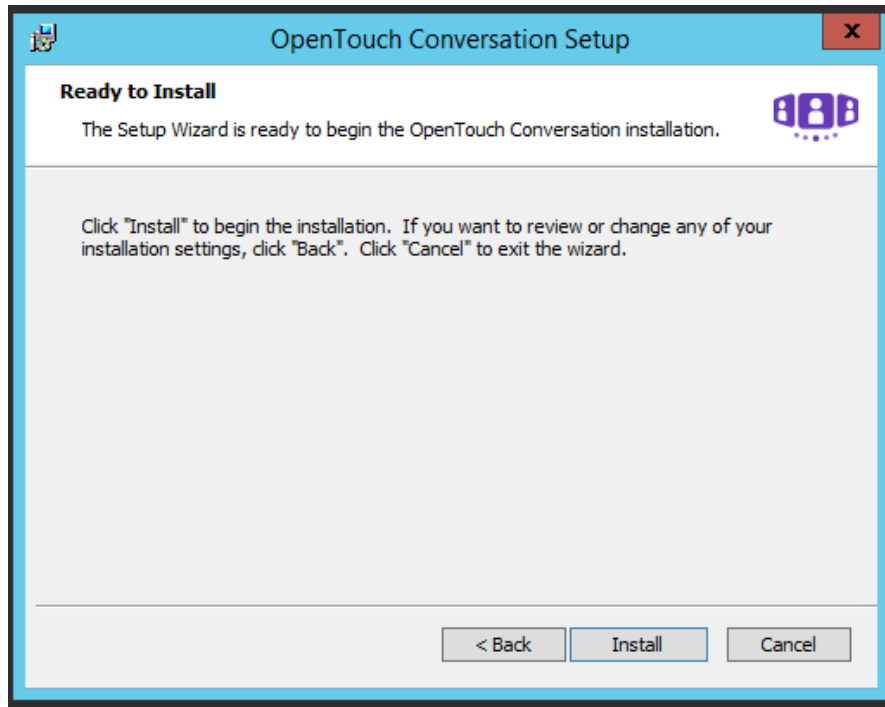 OpenTouch Conversation Setup
x
Ready to Install
The Setup Wizard is ready to begin the OpenTouch Conversation installation.
Click "Install" to begin the installation.  If you want to review or change any of your
installation settings, click "Back".  Click "Cancel" to exit the wizard.
< Back Install Cancel